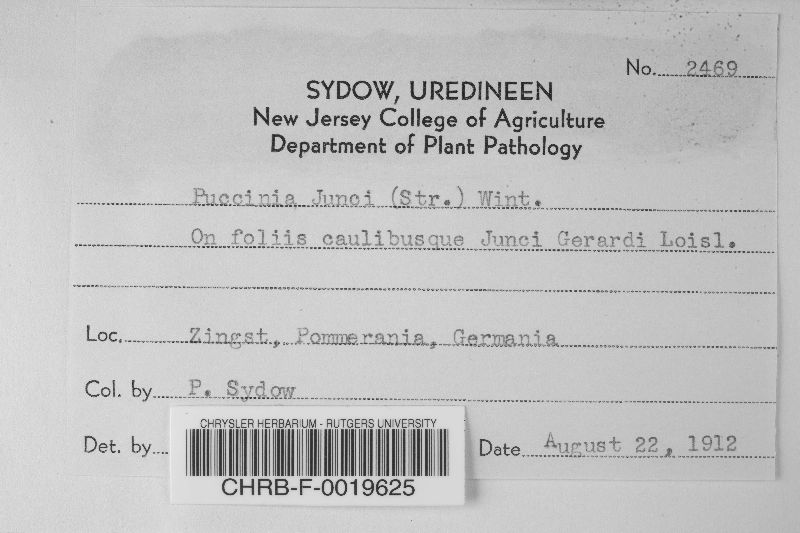 No. 2469
SYDOW, UREDINEEN
New Jersey College of Agriculture
Department of Plant Pathology
Puccinia Junci (Str.) Wint.
On foliis caulibusque Junci Gerardi Loisl.
Loc. Zingst, Pommerania, Germania
Col. by P. Sydow
Det. by
Date August 22, 1912
CHRYSLER HERBARIUM - RUTGERS UNIVERSITY
CHRB-F-0019625